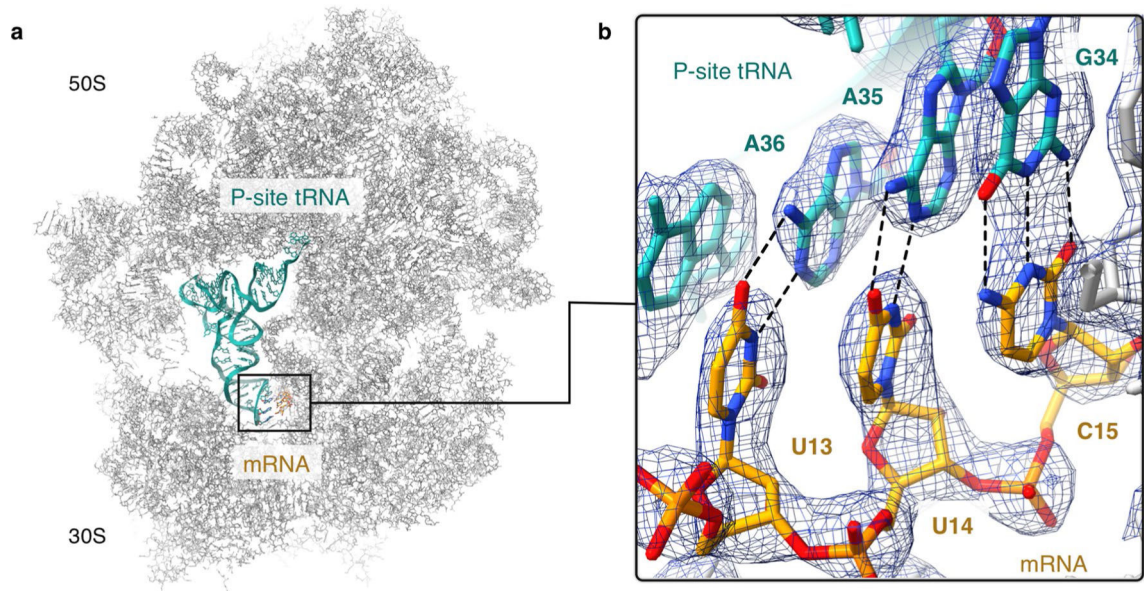 a
50S
P-site tRNA
mRNA
30S
b
P-site tRNA
G34
A35
A36
U13
C15
U14
mRNA